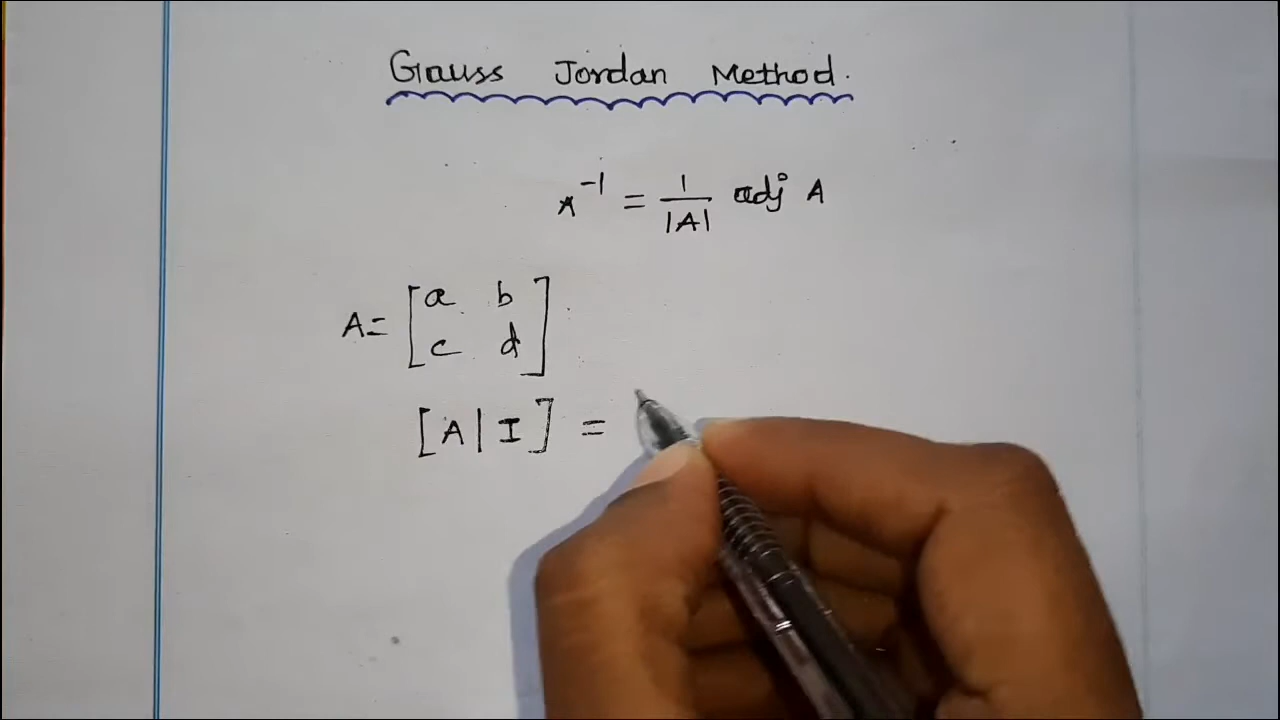 Gauss Jordan Method.
A⁻¹ = 1/|A| adj A
A = [a b
c d]
[A | I] =